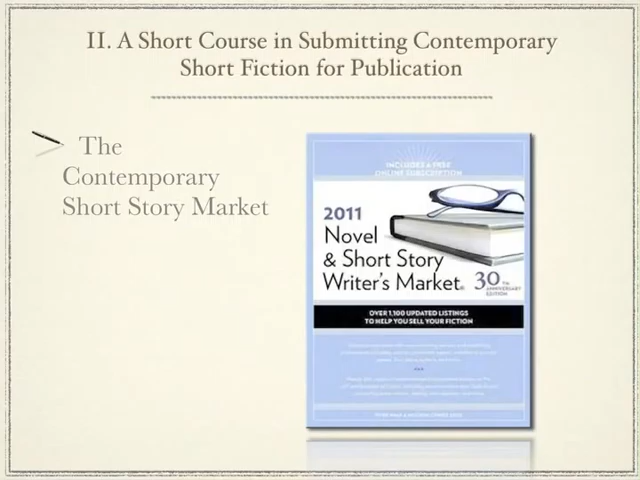 II. A Short Course in Submitting Contemporary
Short Fiction for Publication
The
Contemporary
Short Story Market
INCLUDES A FREE
ONLINE SUBSCRIPTION
2011
Novel
& Short Story
Writer's Market®
30TH
ANNIVERSARY
EDITION
OVER 1,100 UPDATED LISTINGS
TO HELP YOU SELL YOUR FICTION